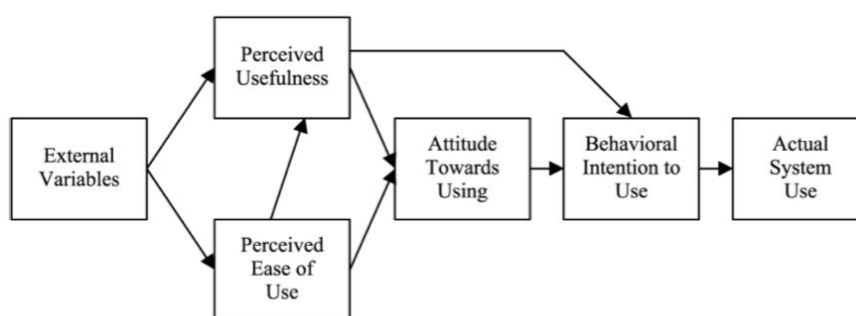 External
Variables
Perceived
Usefulness
Perceived
Ease of
Use
Attitude
Towards
Using
Behavioral
Intention to
Use
Actual
System
Use